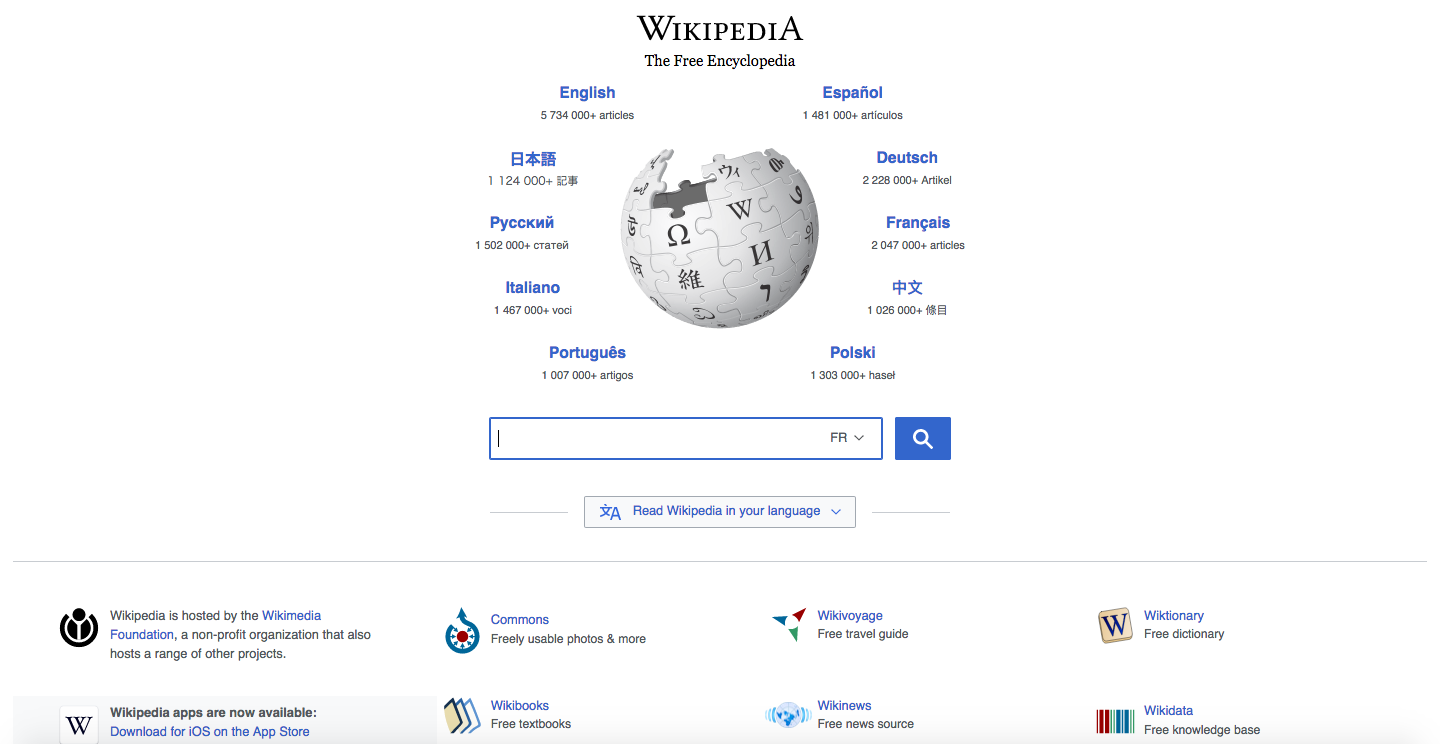 WIKIPEDIA
The Free Encyclopedia
English
5 734 000+ articles
Español
1 481 000+ artículos
日本語
1 124 000+ 記事
Deutsch
2 228 000+ Artikel
Русский
1 502 000+ статей
Français
2 047 000+ articles
Italiano
1 467 000+ voci
中文
1 026 000+ 條目
Português
1 007 000+ artigos
Polski
1 303 000+ haseł
ウィ
W
Ω
И
維
7
FR
文A
Read Wikipedia in your language
Wikipedia is hosted by the Wikimedia
Foundation, a non-profit organization that also
hosts a range of other projects.
Commons
Freely usable photos & more
Wikivoyage
Free travel guide
W
Wiktionary
Free dictionary
W
Wikipedia apps are now available:
Download for iOS on the App Store
Wikibooks
Free textbooks
Wikinews
Free news source
Wikidata
Free knowledge base